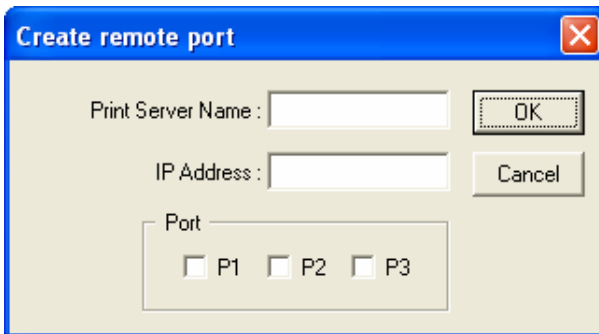 Create remote port
Print Server Name :
OK
IP Address :
Cancel
Port
P1 P2 P3